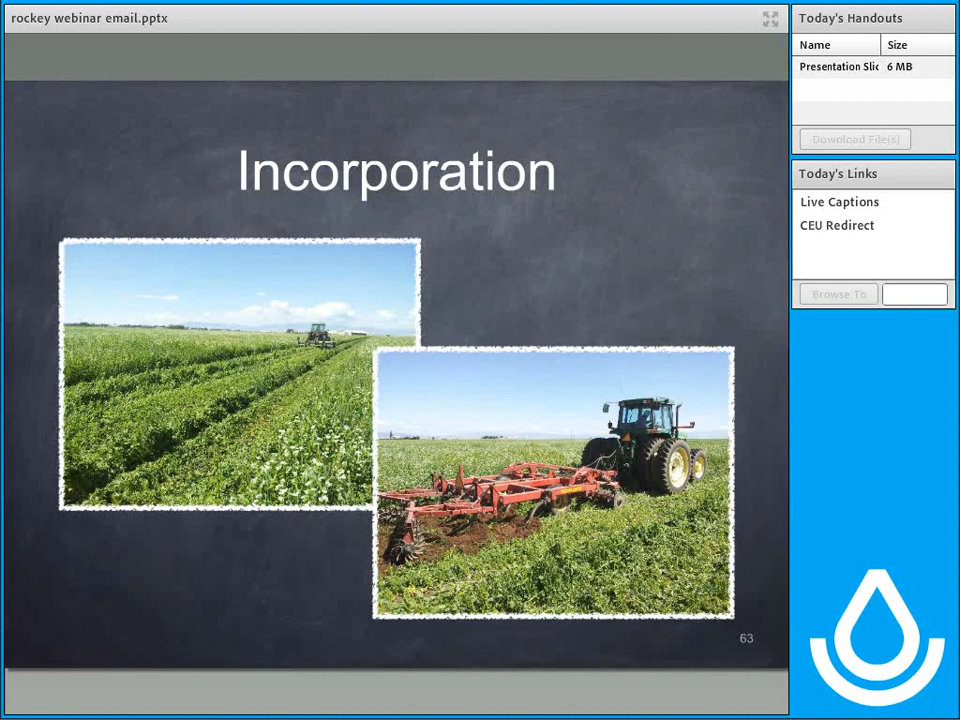 rockey webinar email.pptx
Incorporation
63
Today's Handouts
Name Size
Presentation Slic 6 MB
Download File(s)
Today's Links
Live Captions
CEU Redirect
Browse To